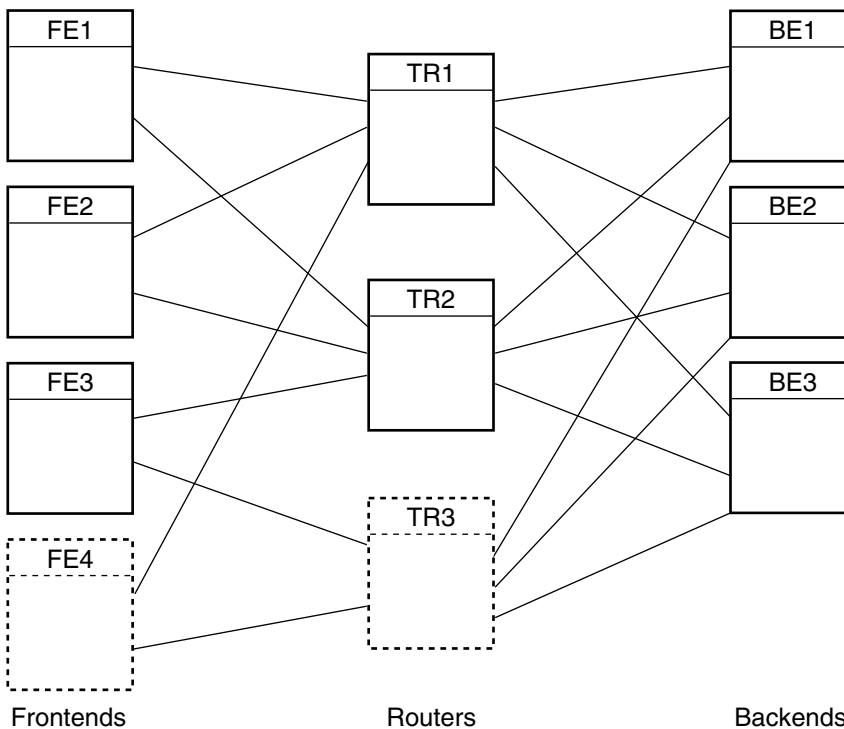 FE1
TR1
BE1
FE2
BE2
TR2
FE3
BE3
TR3
FE4
Frontends
Routers
Backends